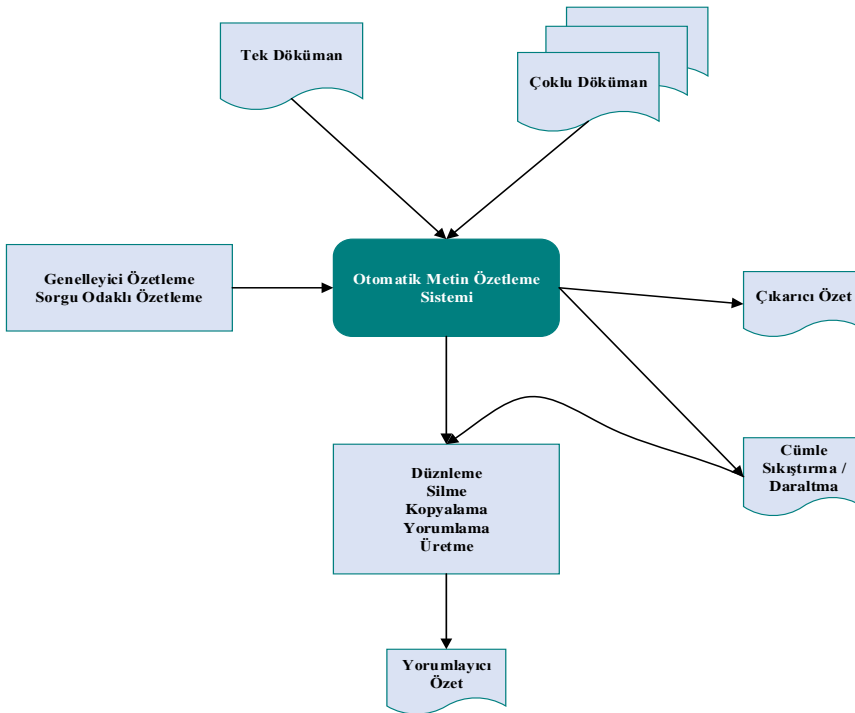 Tek Döküman
Çoklu Döküman
Genelleyici Özetleme
Sorgu Odaklı Özetleme
Otomatik Metin Özetleme
Sistemi
Çıkarıcı Özet
Cümle
Sıkıştırma /
Daraltma
Düznleme
Silme
Kopyalama
Yorumlama
Üretme
Yorumlayıcı
Özet